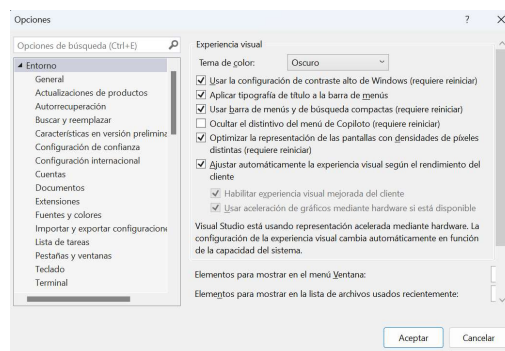 Opciones
?
X
Opciones de búsqueda (Ctrl+E)
Entorno
General
Actualizaciones de productos
Autorrecuperación
Buscar y reemplazar
Características en versión prelimina
Configuración de confianza
Configuración internacional
Cuentas
Documentos
Extensiones
Fuentes y colores
Importar y exportar configuracione
Lista de tareas
Pestañas y ventanas
Teclado
Terminal
Experiencia visual
Tema de color: Oscuro
Usar la configuración de contraste alto de Windows (requiere reiniciar)
Aplicar tipografía de título a la barra de menús
Usar barra de menús y de búsqueda compactas (requiere reiniciar)
Ocultar el distintivo del menú de Copiloto (requiere reiniciar)
Optimizar la representación de las pantallas con densidades de píxeles
distintas (requiere reiniciar)
Ajustar automáticamente la experiencia visual según el rendimiento del
cliente
Habilitar experiencia visual mejorada del cliente
Usar aceleración de gráficos mediante hardware si está disponible
Visual Studio está usando representación acelerada mediante hardware. La
configuración de la experiencia visual cambia automáticamente en función
de la capacidad del sistema.
Elementos para mostrar en el menú Ventana:
Elementos para mostrar en la lista de archivos usados recientemente:
Aceptar
Cancelar